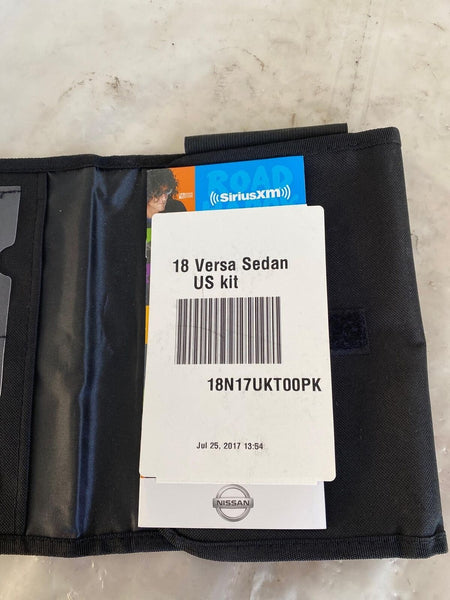 ROAD
((SiriusXM))
18 Versa Sedan
US kit
18N17UKT00PK
Jul 25, 2017 13:54
NISSAN